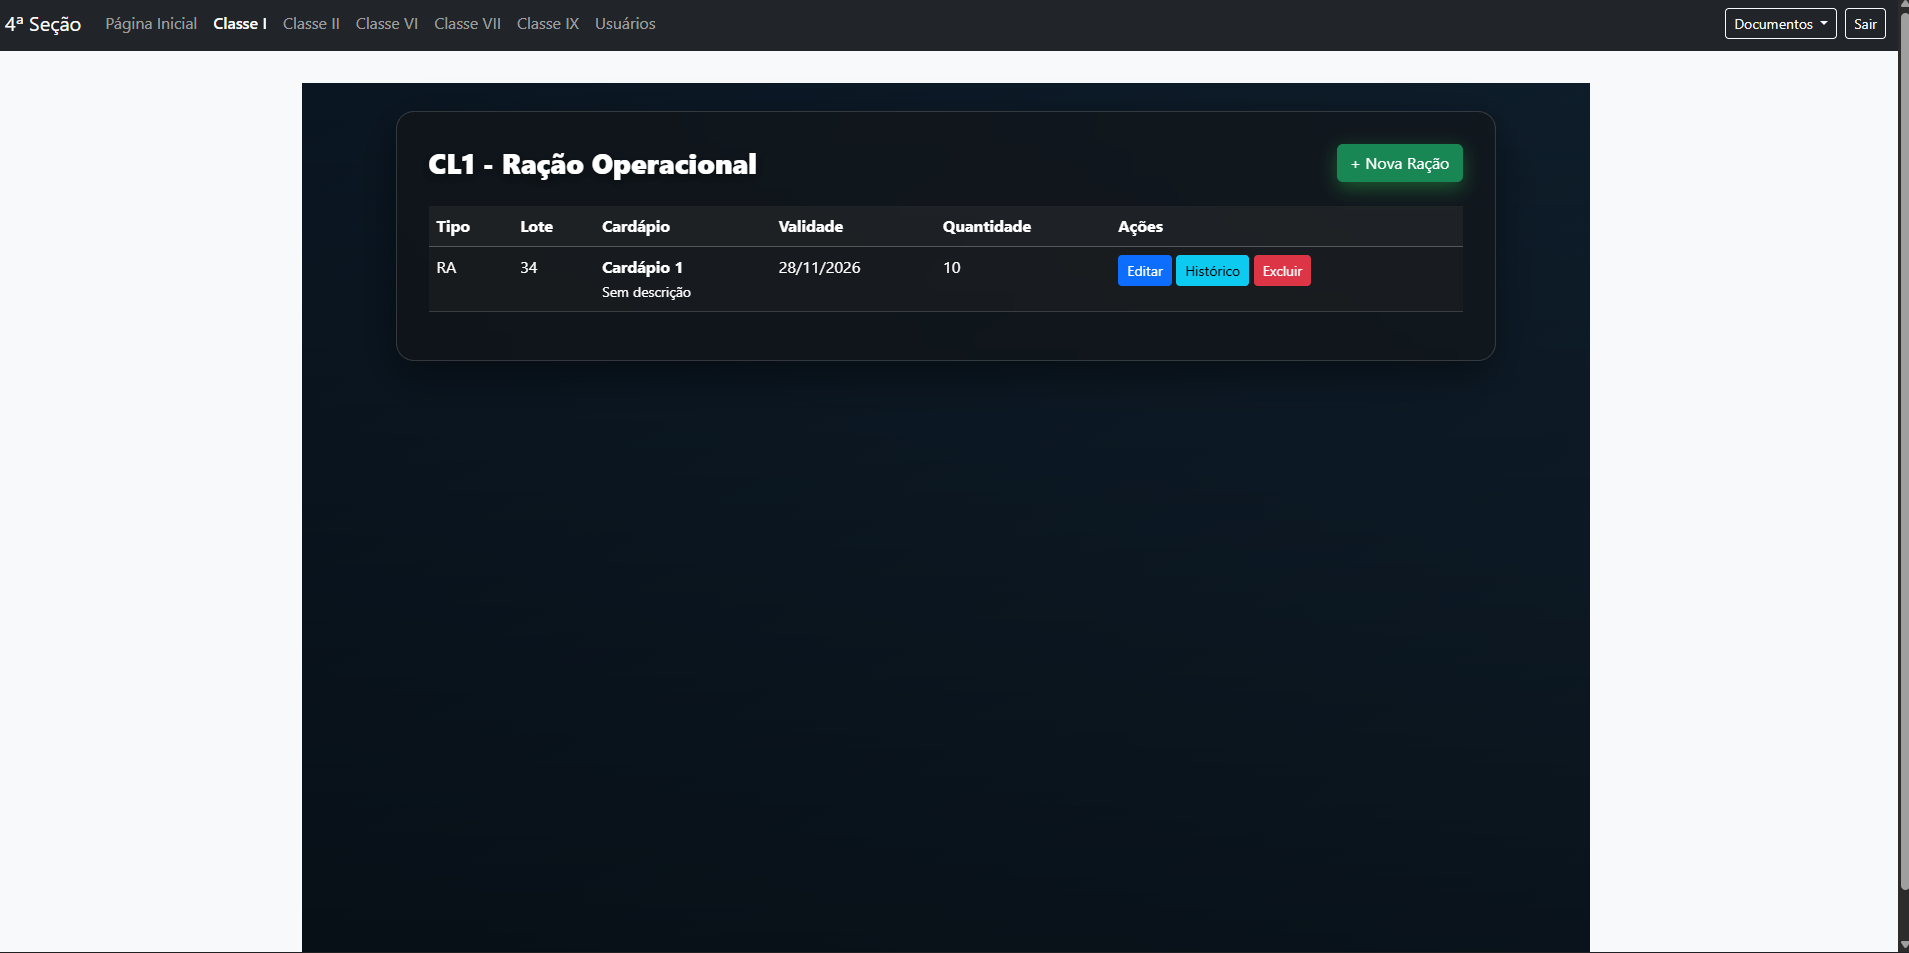 4ª Seção Página Inicial Classe I Classe II Classe VI Classe VII Classe IX Usuários Documentos Sair
CL1 - Ração Operacional + Nova Ração
Tipo Lote Cardápio Validade Quantidade Ações
RA 34 Cardápio 1 28/11/2026 10 Editar Histórico Excluir
Sem descrição